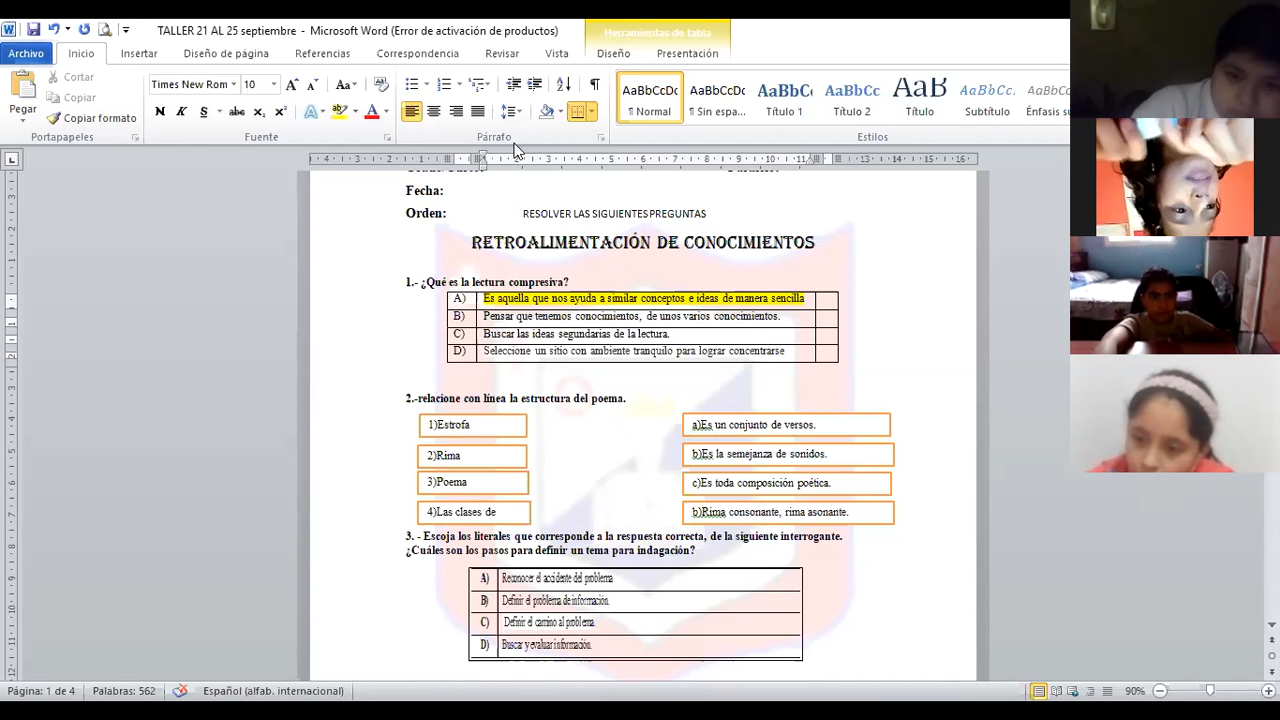 TALLER 21 AL 25 septiembre - Microsoft Word (Error de activación de productos)
Herramientas de tabla
Archivo Inicio Insertar Diseño de página Referencias Correspondencia Revisar Vista Diseño Presentación
Pegar
Cortar
Copiar
Copiar formato
Portapapeles
Times New Rom 10
Fuente
Párrafo
AaBbCcDc AaBbCcDc AaBbC AaBbCc AaB AaBbCc. AaBbCcD
¶ Normal ¶ Sin espa... Título 1 Título 2 Título Subtítulo Énfasis su
Estilos
Fecha:
Orden: RESOLVER LAS SIGUIENTES PREGUNTAS
RETROALIMENTACIÓN DE CONOCIMIENTOS
1.- ¿Qué es la lectura compresiva?
A) Es aquella que nos ayuda a similar conceptos e ideas de manera sencilla
B) Pensar que tenemos conocimientos, de unos varios conocimientos.
C) Buscar las ideas segundarias de la lectura.
D) Seleccione un sitio con ambiente tranquilo para lograr concentrarse
2.-relacione con línea la estructura del poema.
1)Estrofa a)Es un conjunto de versos.
2)Rima b)Es la semejanza de sonidos.
3)Poema c)Es toda composición poética.
4)Las clases de b)Rima consonante, rima asonante.
3. - Escoja los literales que corresponde a la respuesta correcta, de la siguiente interrogante.
¿Cuáles son los pasos para definir un tema para indagación?
A) Reconocer el accidente del problema
B) Definir el problema de información.
C) Definir el camino al problema.
D) Buscar y evaluar información.
Página: 1 de 4 Palabras: 562 Español (alfab. internacional) 90%